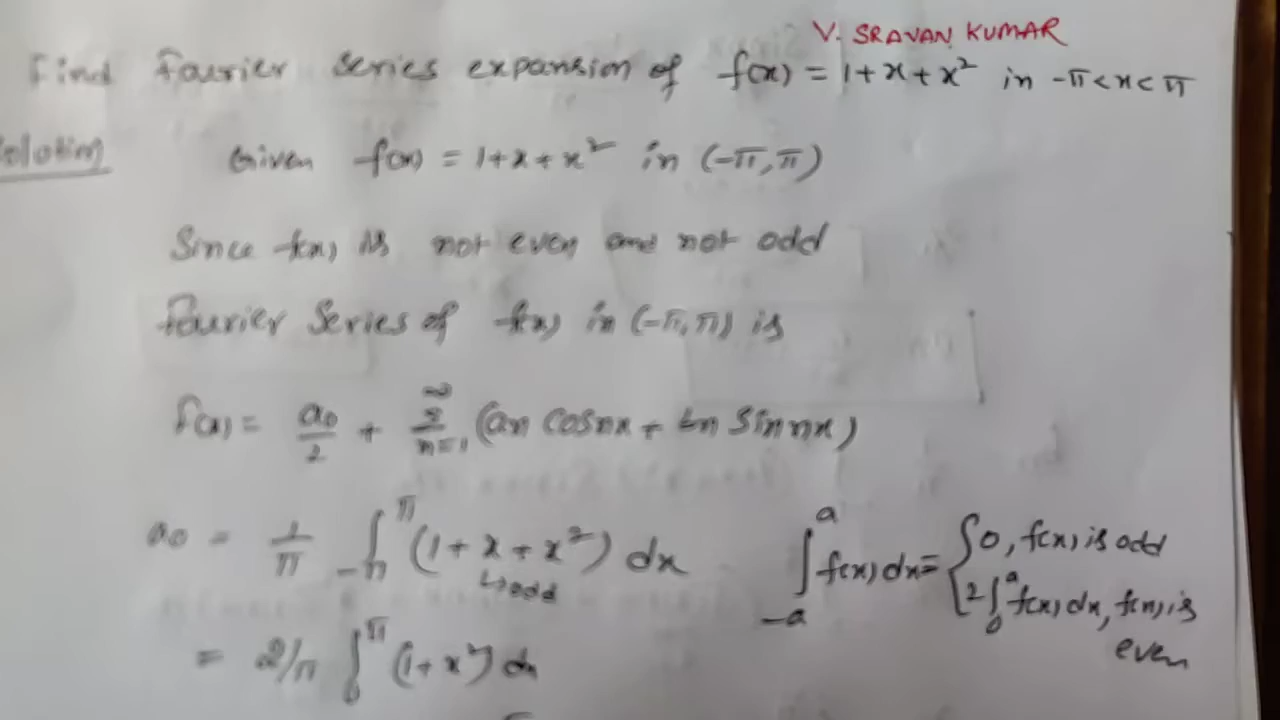 V. SRAVAN KUMAR
Find Fourier series expansion of f(x) = 1+x+x² in -π<x<π
Solution Given f(x) = 1+x+x² in (-π,π)
Since f(x) is not even and not odd
Fourier Series of f(x) in (-π,π) is
f(x) = a0/2 + ∑_{n=1}^{∞} (an cosnx + bn Sin nx)
a0 = 1/π ∫_{-π}^{π} (1+x+x²) dx
↳odd
∫_{-a}^{a} f(x) dx = { 0, f(x) is odd
2∫_{0}^{a} f(x) dx, f(x) is
even
= 2/π ∫_{0}^{π} (1+x²) dx